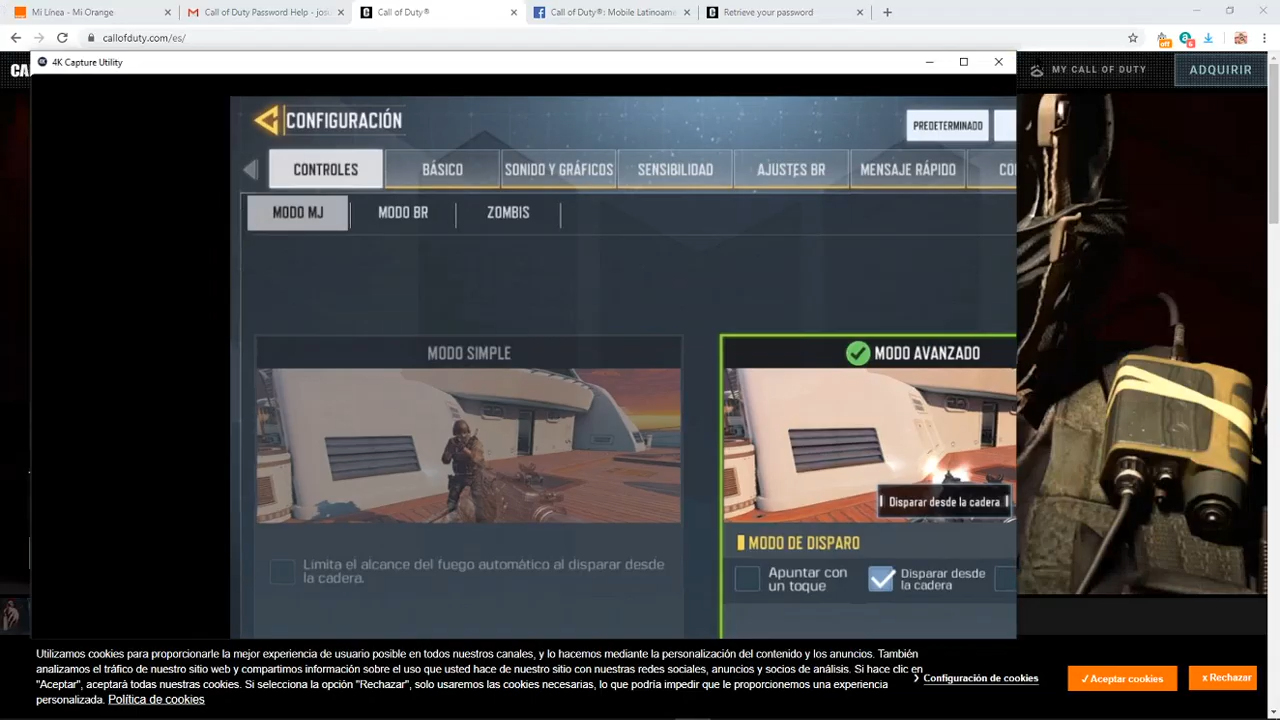 Mi Línea - Mi Orange
Call of Duty Password Help - josu
Call of Duty®
Call of Duty®: Mobile Latinoame
Retrieve your password
callofduty.com/es/
4K Capture Utility
MY CALL OF DUTY
ADQUIRIR
CONFIGURACIÓN
PREDETERMINADO
CONTROLES
BÁSICO
SONIDO Y GRÁFICOS
SENSIBILIDAD
AJUSTES BR
MENSAJE RÁPIDO
CO
MODO MJ
MODO BR
ZOMBIS
MODO SIMPLE
MODO AVANZADO
Disparar desde la cadera
MODO DE DISPARO
Limita el alcance del fuego automático al disparar desde
la cadera.
Apuntar con
un toque
Disparar desde
la cadera
Utilizamos cookies para proporcionarle la mejor experiencia de usuario posible en todos nuestros canales, y lo hacemos mediante la personalización del contenido y los anuncios. También
analizamos el tráfico de nuestro sitio web y compartimos información sobre el uso que usted hace de nuestro sitio con nuestras redes sociales, anuncios y socios de análisis. Si hace clic en
"Aceptar", aceptará todas nuestras cookies. Si selecciona la opción "Rechazar", solo usaremos las cookies necesarias, lo que podría impedir que le proporcionemos una experiencia
personalizada. Política de cookies
Configuración de cookies
✓Aceptar cookies
x Rechazar